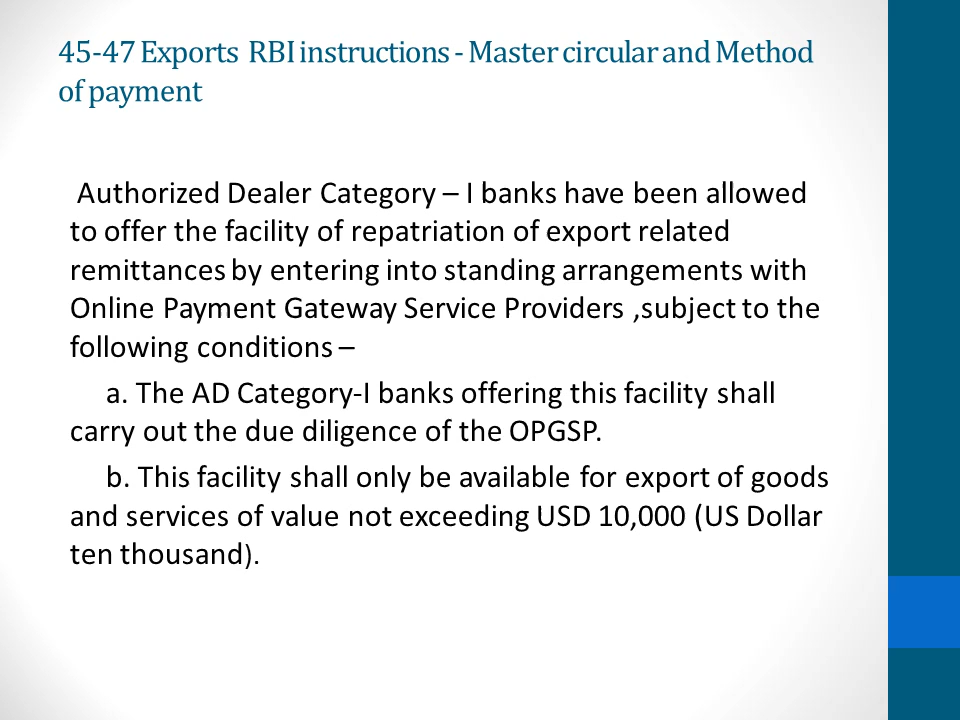 45-47 Exports RBI instructions - Master circular and Method
of payment
Authorized Dealer Category – I banks have been allowed
to offer the facility of repatriation of export related
remittances by entering into standing arrangements with
Online Payment Gateway Service Providers ,subject to the
following conditions –
a. The AD Category-I banks offering this facility shall
carry out the due diligence of the OPGSP.
b. This facility shall only be available for export of goods
and services of value not exceeding USD 10,000 (US Dollar
ten thousand).